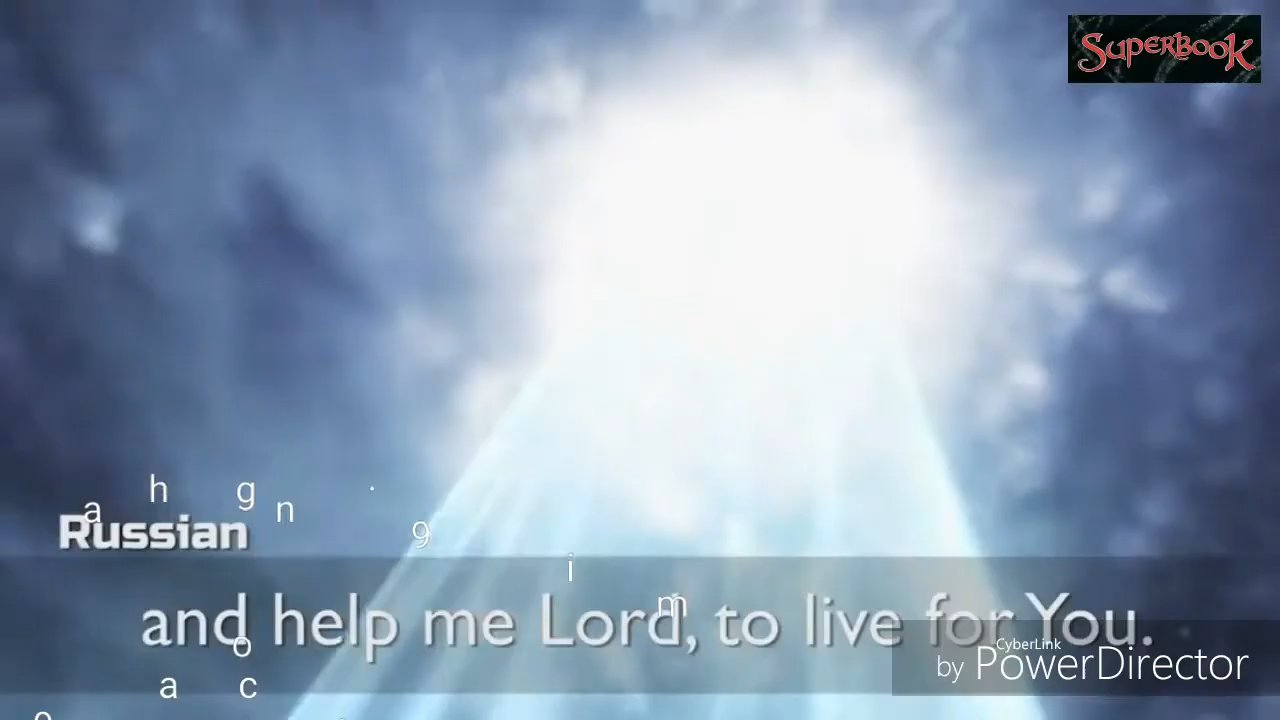 SUPERBOOK
Russian
and help me Lord, to live for You.
CyberLink
by PowerDirector